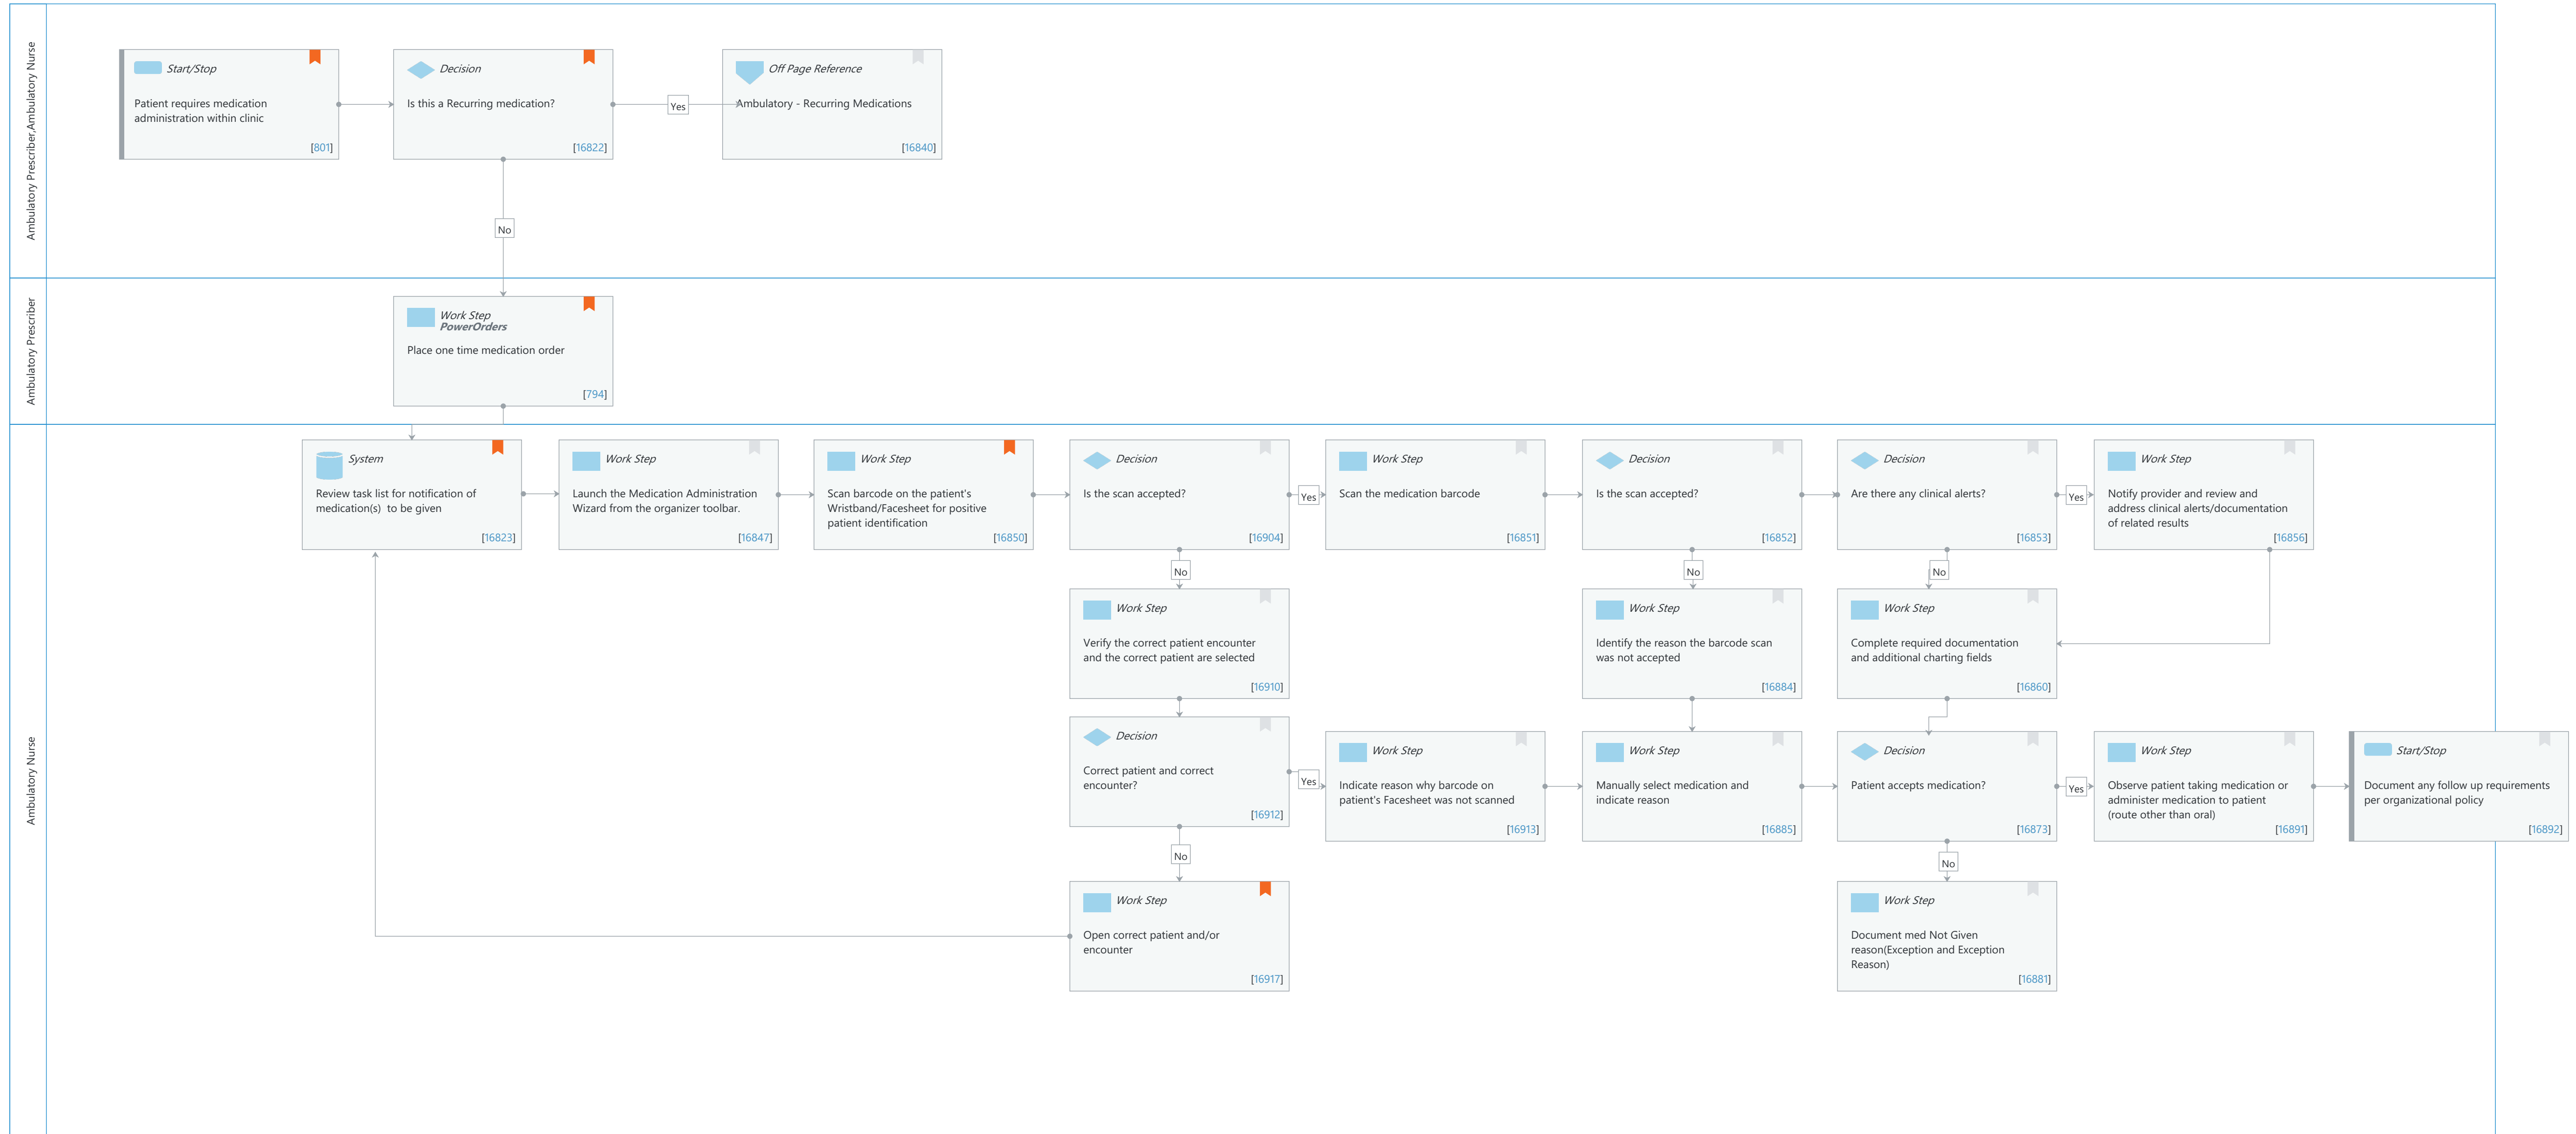 Ambulatory Prescriber,Ambulatory Nurse
Start/Stop
Patient requires medication
administration within clinic
[801]
Decision
Is this a Recurring medication?
[16822]
Yes
Off Page Reference
Ambulatory - Recurring Medications
[16840]
No
Ambulatory Prescriber
Work Step
PowerOrders
Place one time medication order
[794]
Ambulatory Nurse
System
Review task list for notification of
medication(s) to be given
[16823]
Work Step
Launch the Medication Administration
Wizard from the organizer toolbar.
[16847]
Work Step
Scan barcode on the patient's
Wristband/Facesheet for positive
patient identification
[16850]
Decision
Is the scan accepted?
[16904]
Yes
Work Step
Scan the medication barcode
[16851]
Decision
Is the scan accepted?
[16852]
Decision
Are there any clinical alerts?
[16853]
Yes
Work Step
Notify provider and review and
address clinical alerts/documentation
of related results
[16856]
No
No
No
Work Step
Verify the correct patient encounter
and the correct patient are selected
[16910]
Work Step
Identify the reason the barcode scan
was not accepted
[16884]
Work Step
Complete required documentation
and additional charting fields
[16860]
Decision
Correct patient and correct
encounter?
[16912]
Yes
Work Step
Indicate reason why barcode on
patient's Facesheet was not scanned
[16913]
Work Step
Manually select medication and
indicate reason
[16885]
Decision
Patient accepts medication?
[16873]
Yes
Work Step
Observe patient taking medication or
administer medication to patient
(route other than oral)
[16891]
Start/Stop
Document any follow up requirements
per organizational policy
[16892]
No
No
Work Step
Open correct patient and/or
encounter
[16917]
Work Step
Document med Not Given
reason(Exception and Exception
Reason)
[16881]